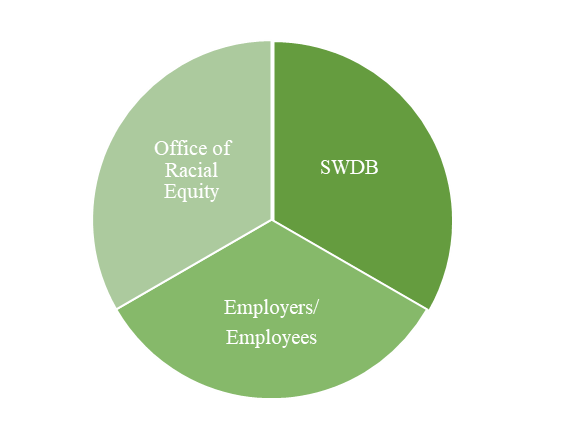 Office of
Racial
Equity
SWDB
Employers/
Employees